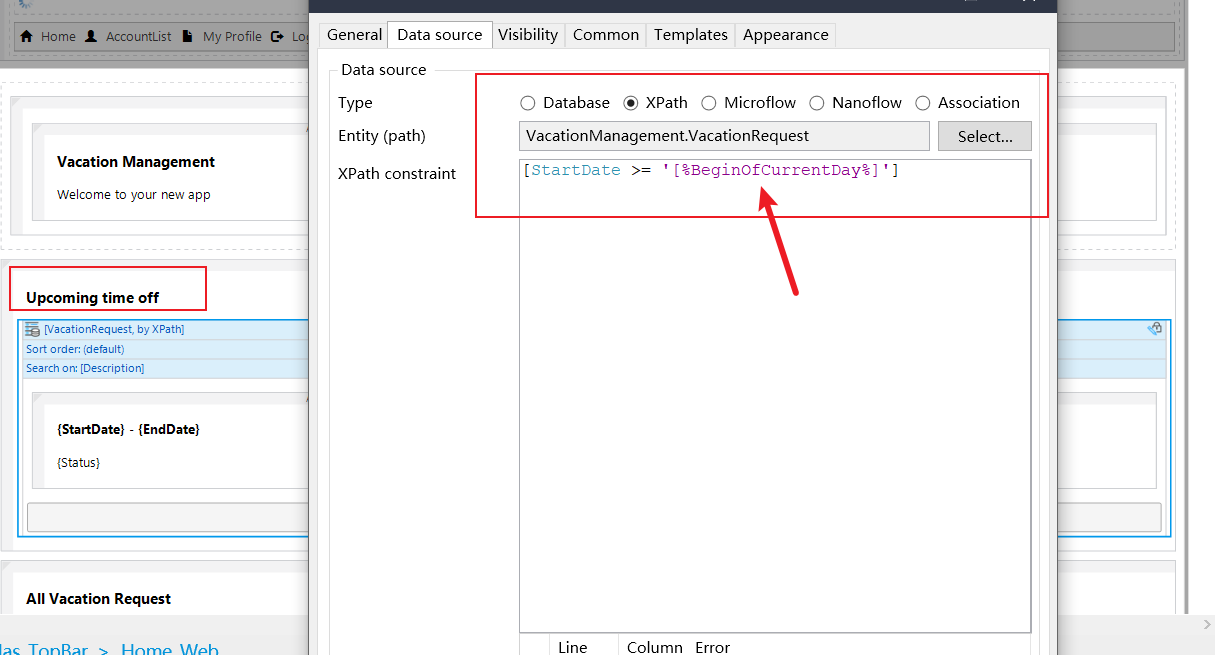 Home AccountList My Profile Lo
General Data source Visibility Common Templates Appearance
Data source
Type Database XPath Microflow Nanoflow Association
Entity (path) VacationManagement.VacationRequest Select...
XPath constraint [StartDate >= '[%BeginOfCurrentDay%]']
Vacation Management
Welcome to your new app
Upcoming time off
[VacationRequest, by XPath]
Sort order: (default)
Search on: [Description]
{StartDate} - {EndDate}
{Status}
All Vacation Request
las_TopBar > Home_Web
Line Column Error